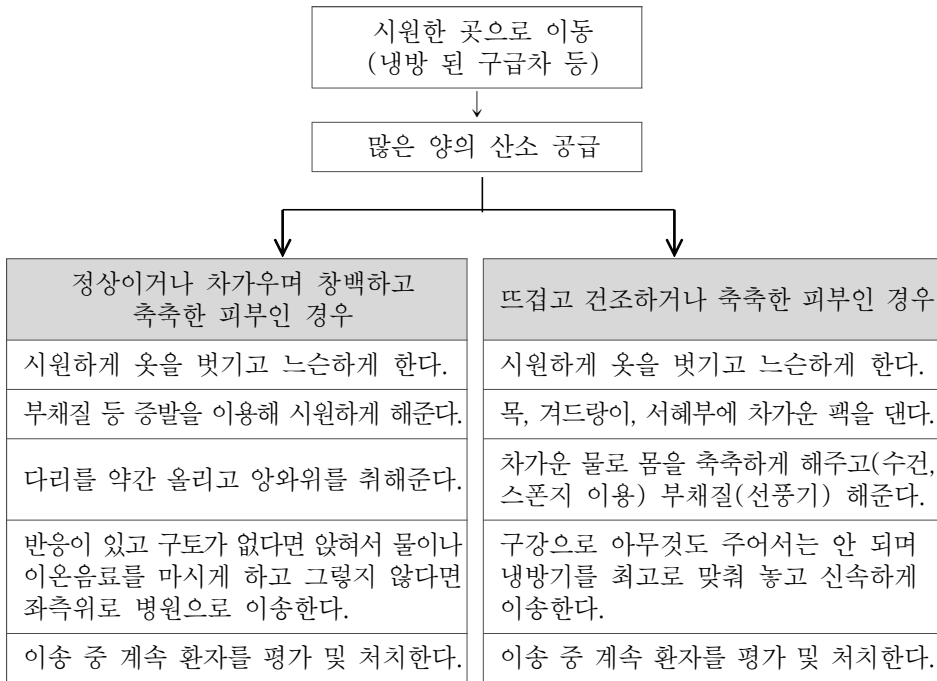 시원한 곳으로 이동
(냉방 된 구급차 등)
많은 양의 산소 공급
정상이거나 차가우며 창백하고
축축한 피부인 경우
시원하게 옷을 벗기고 느슨하게 한다.
부채질 등 증발을 이용해 시원하게 해준다.
다리를 약간 올리고 앙와위를 취해준다.
반응이 있고 구토가 없다면 앉혀서 물이나
이온음료를 마시게 하고 그렇지 않다면
좌측위로 병원으로 이송한다.
이송 중 계속 환자를 평가 및 처치한다.
뜨겁고 건조하거나 축축한 피부인 경우
시원하게 옷을 벗기고 느슨하게 한다.
목, 겨드랑이, 서혜부에 차가운 팩을 댄다.
차가운 물로 몸을 축축하게 해주고(수건,
스폰지 이용) 부채질(선풍기) 해준다.
구강으로 아무것도 주어서는 안 되며
냉방기를 최고로 맞춰 놓고 신속하게
이송한다.
이송 중 계속 환자를 평가 및 처치한다.